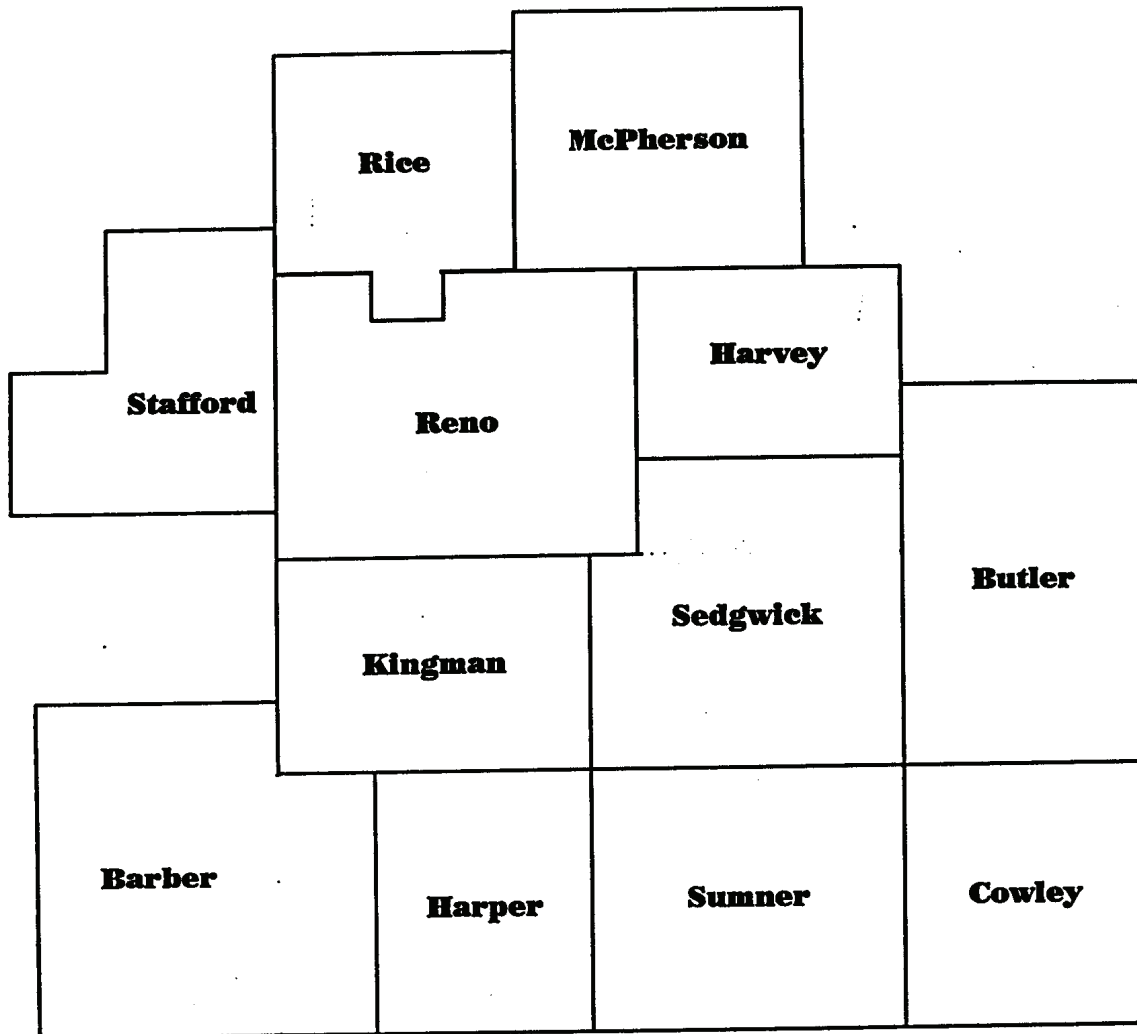 McPherson
Rice
Harvey
Stafford
Reno
Butler
Sedgwick
Kingman
Barber
Harper
Sumner
Cowley